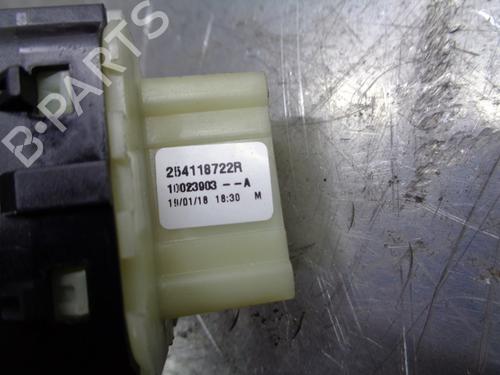 B-PARTS
254118722R
10023903 --A
19/01/18 18:30 M